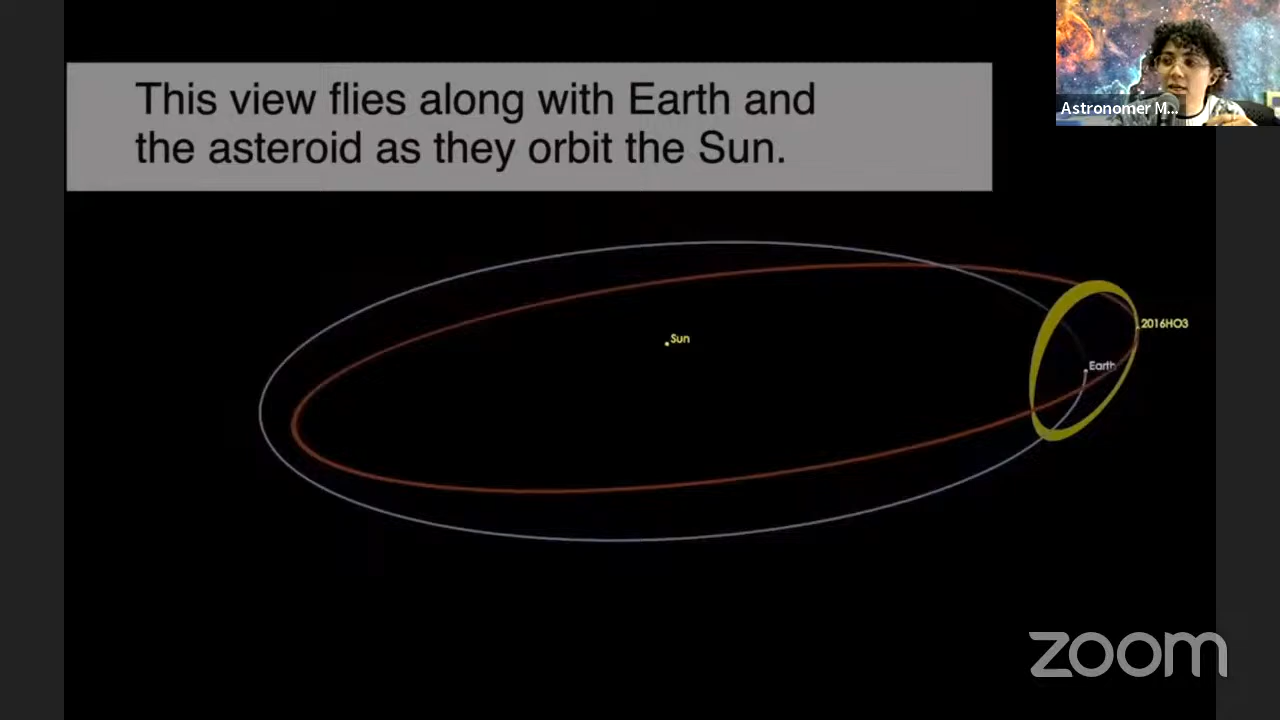 This view flies along with Earth and
the asteroid as they orbit the Sun.
Astronomer M...
Sun
2016HO3
Earth
zoom